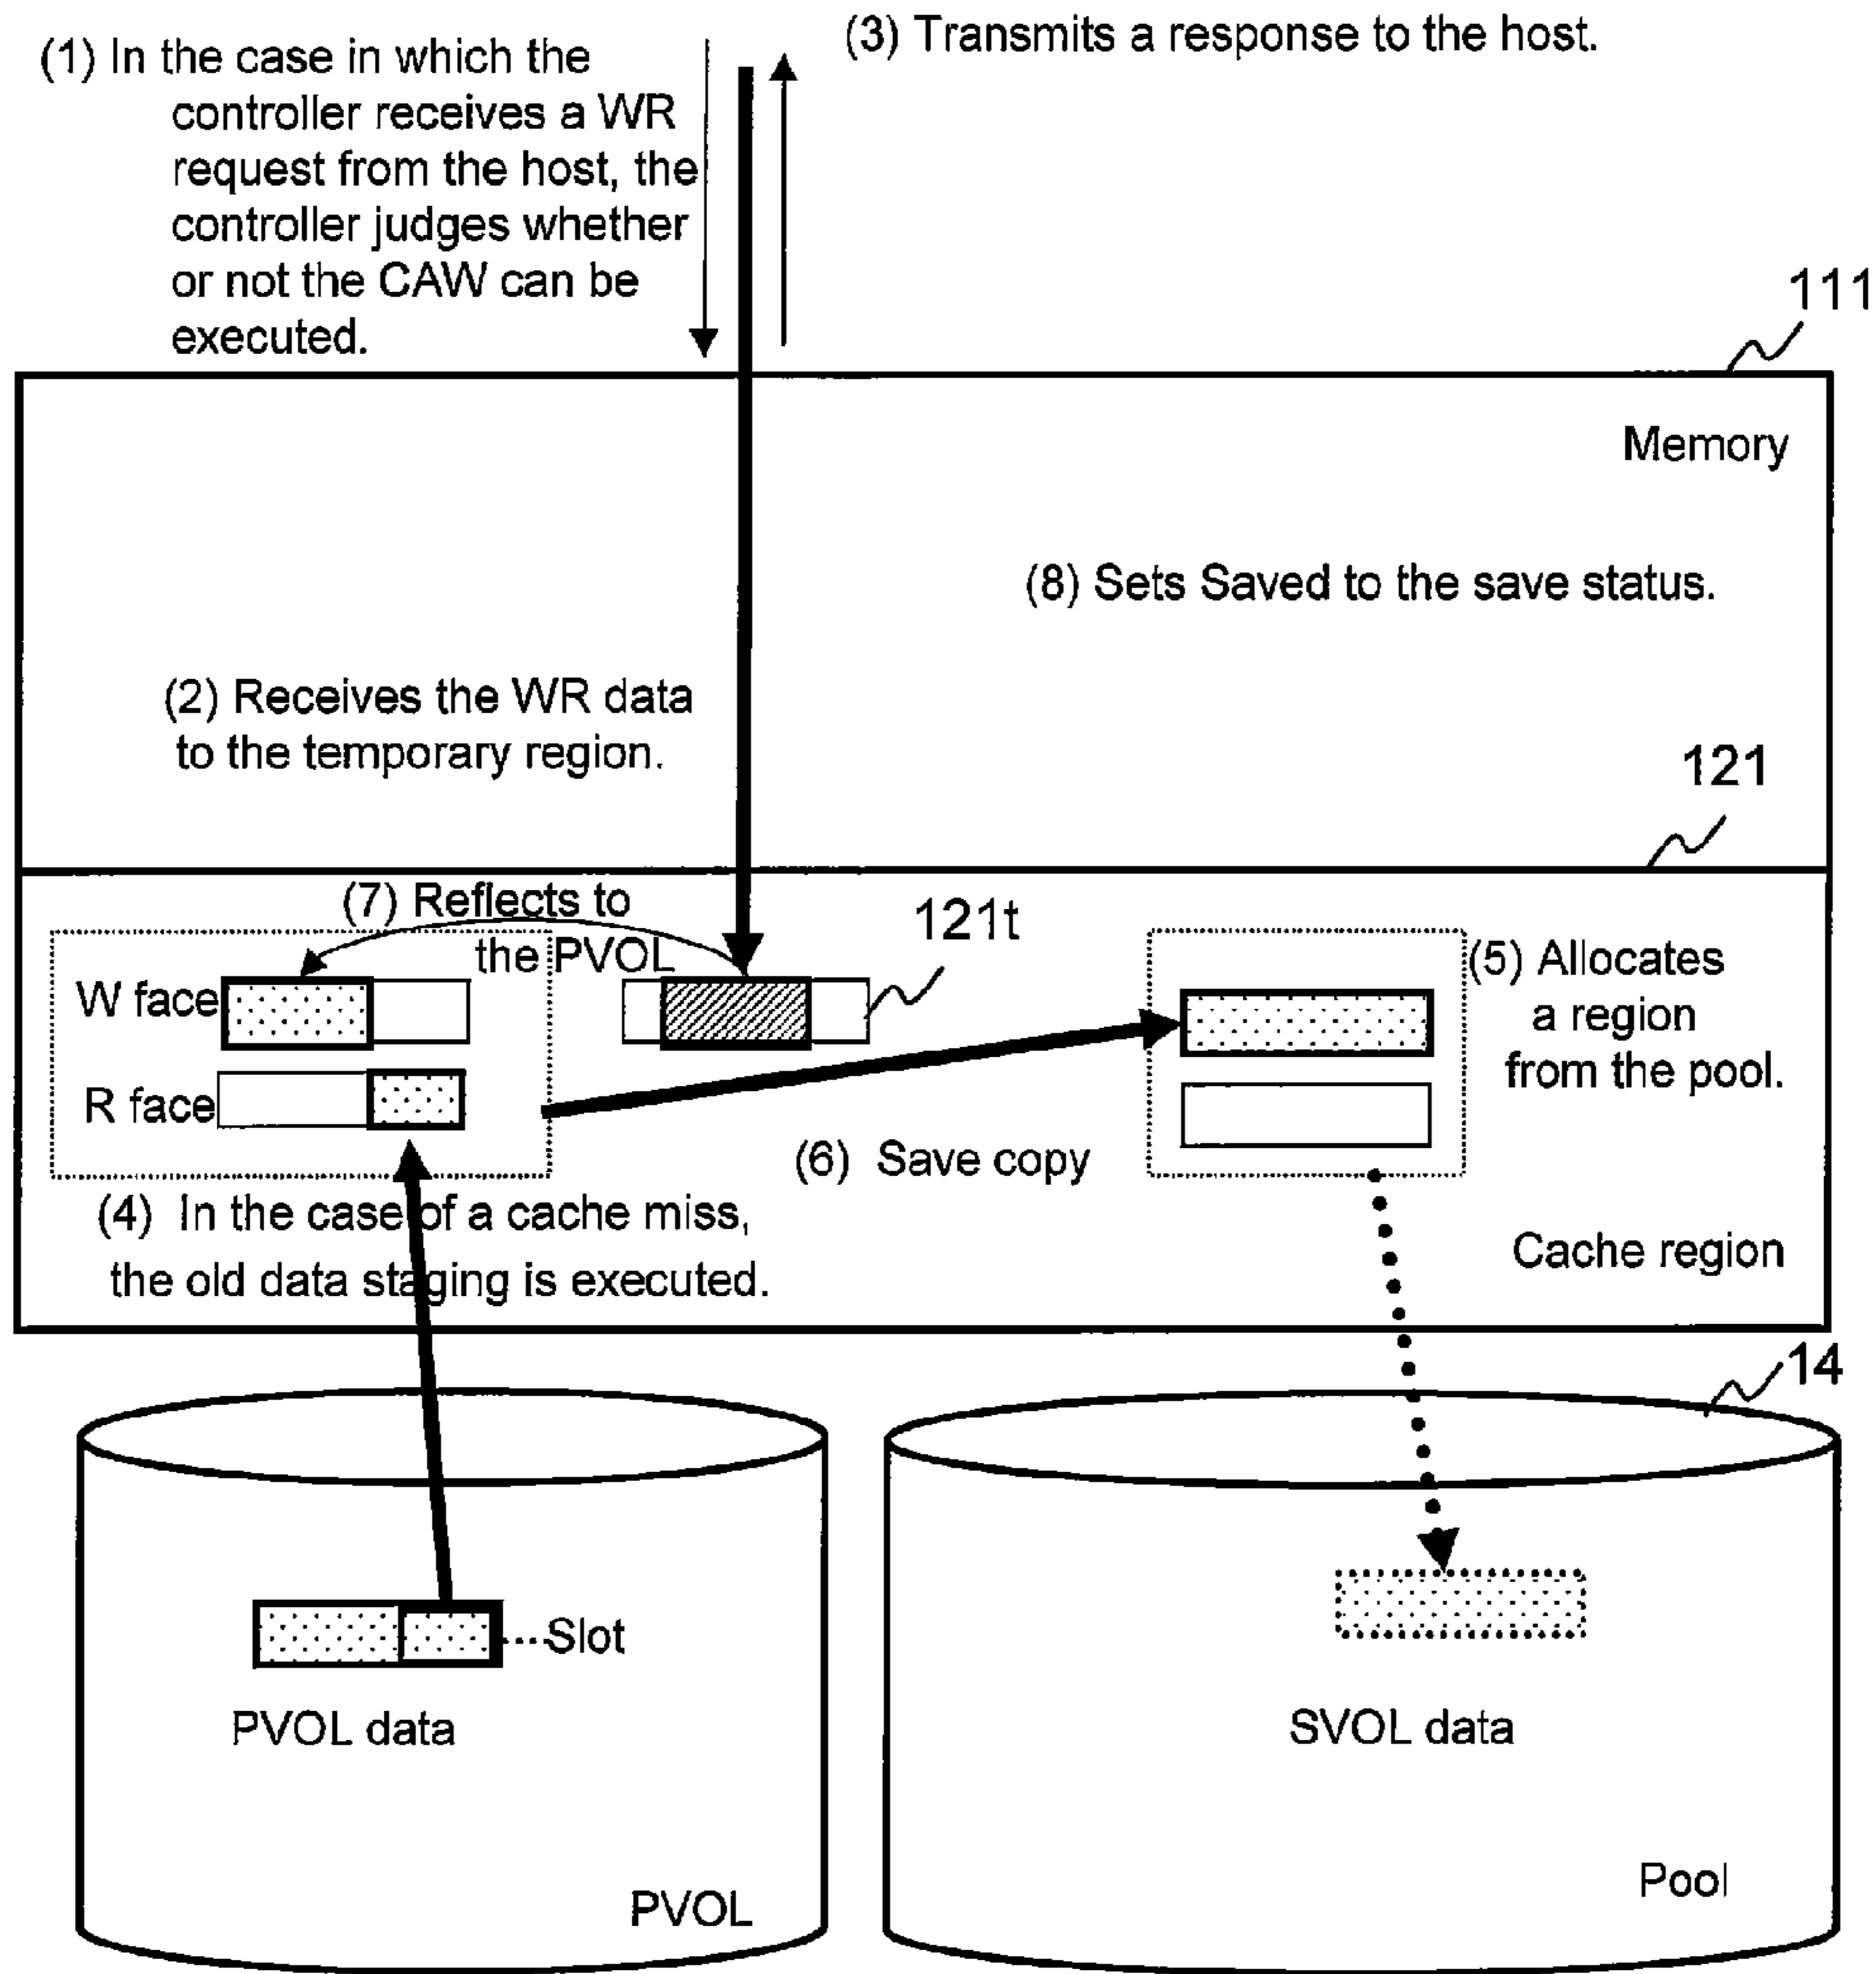 (1) In the case in which the
controller receives a WR
request from the host, the
controller judges whether
or not the CAW can be
executed.
(3) Transmits a response to the host.
111
Memory
(8) Sets Saved to the save status.
(2) Receives the WR data
to the temporary region.
121
(7) Reflects to
the PVOL
121t
W face
R face
(5) Allocates
a region
from the pool.
(6) Save copy
(4) In the case of a cache miss,
the old data staging is executed.
Cache region
14
Slot
PVOL data
SVOL data
PVOL
Pool